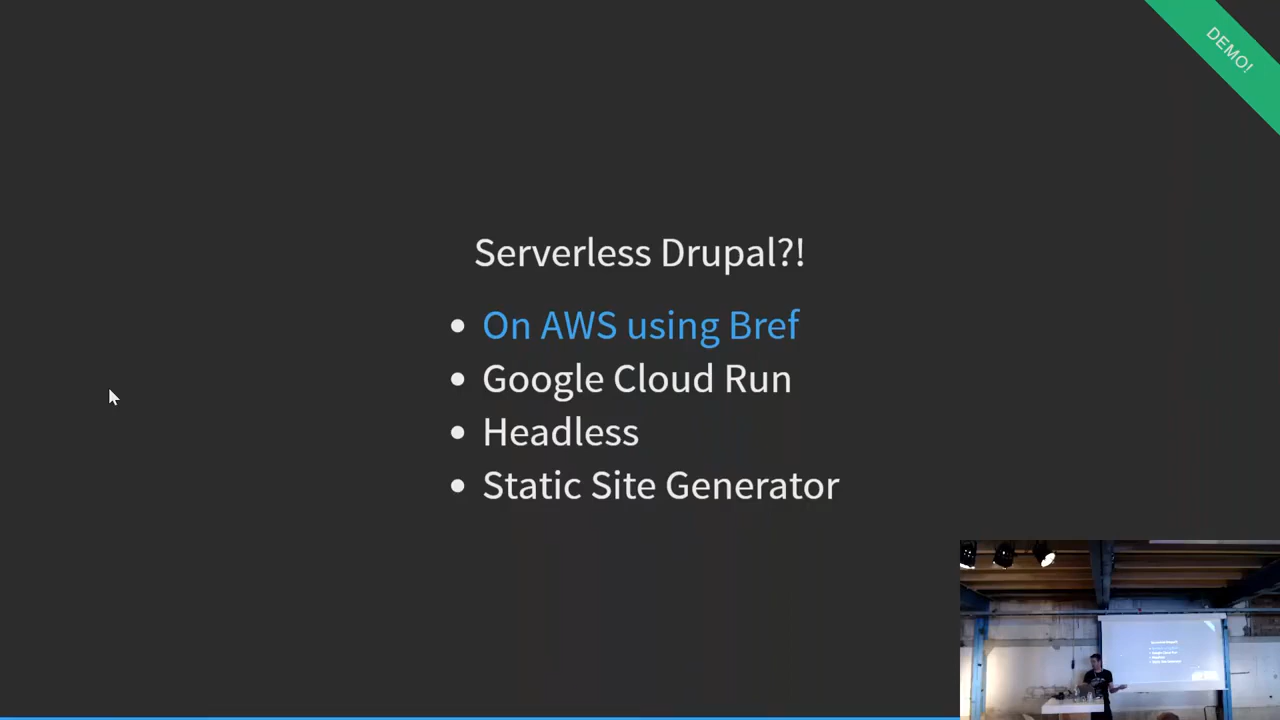 DEMO!
Serverless Drupal?!
On AWS using Bref
Google Cloud Run
Headless
Static Site Generator